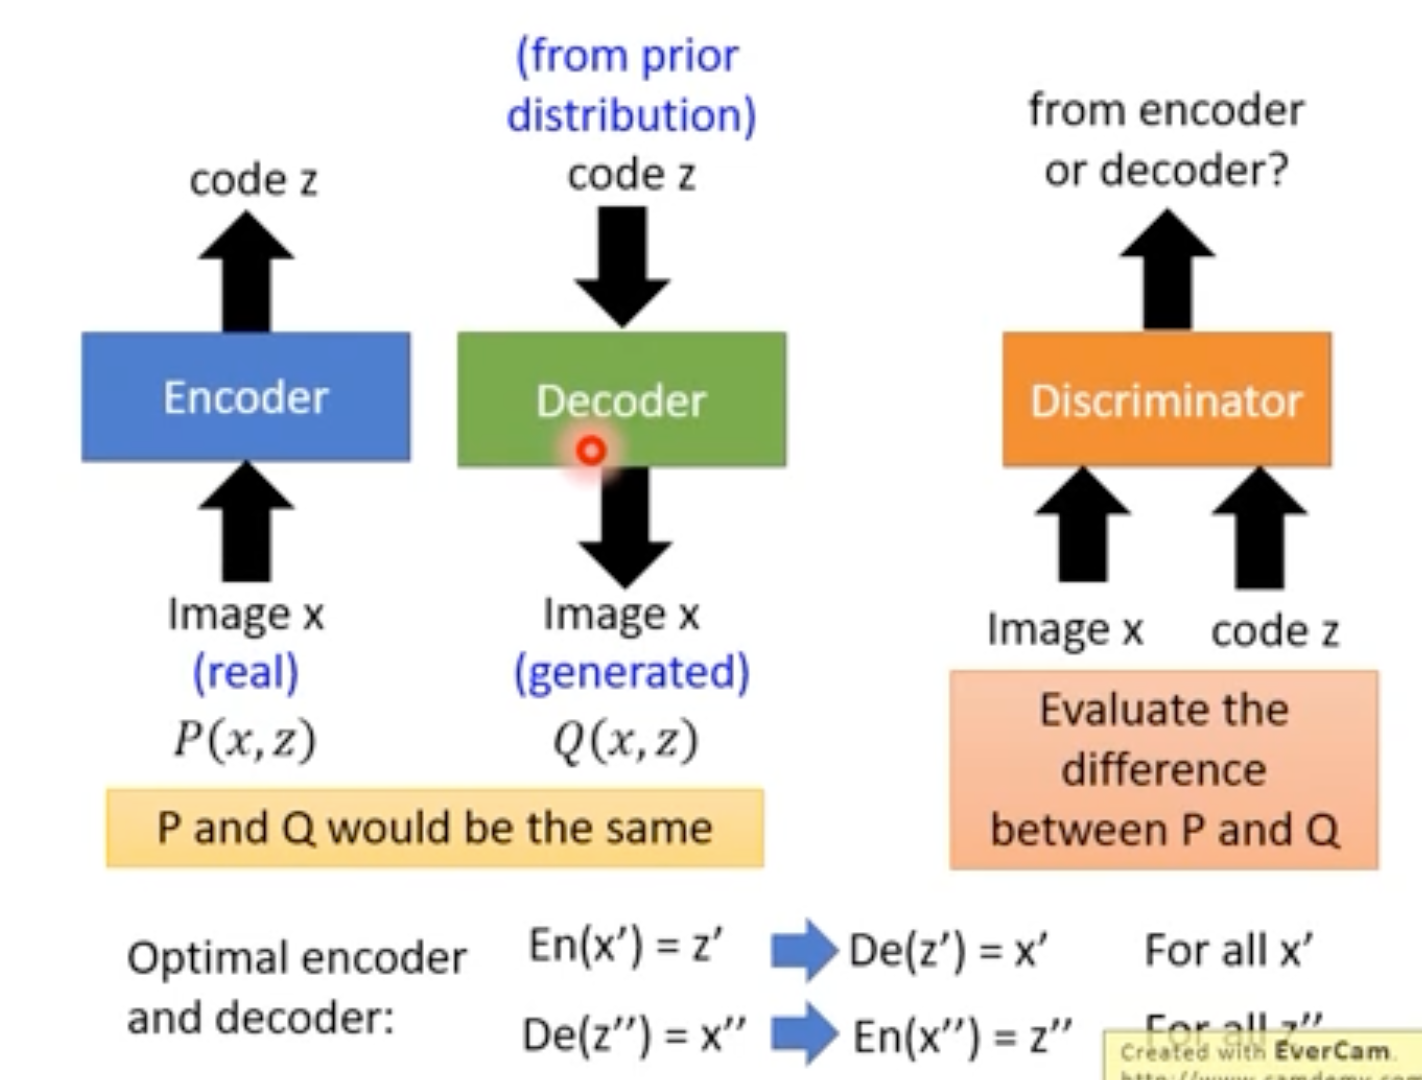 (from prior
distribution)
code z
code z
from encoder
or decoder?
Encoder
Decoder
Discriminator
Image x
(real)
P(x, z)
Image x
(generated)
Q(x, z)
Image x
code z
P and Q would be the same
Evaluate the
difference
between P and Q
Optimal encoder
and decoder:
En(x’) = z’
De(z’) = x’
For all x’
De(z’’) = x’’
En(x’’) = z’’
For all z’’
Created with EverCam.